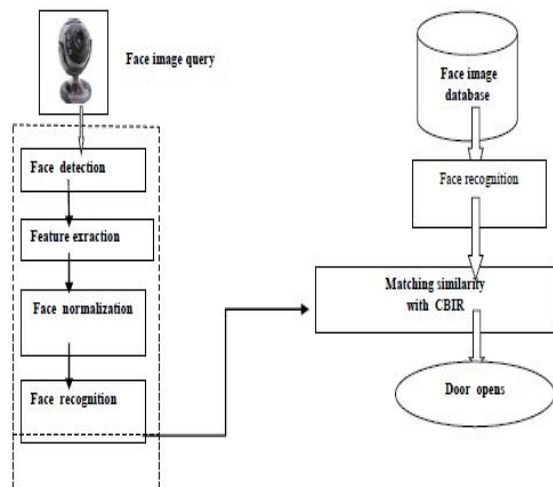 Face image query
Face detection
Feature exraction
Face normalization
Face recognition
Face image
database
Face recognition
Matching similarity
with CBIR
Door opens